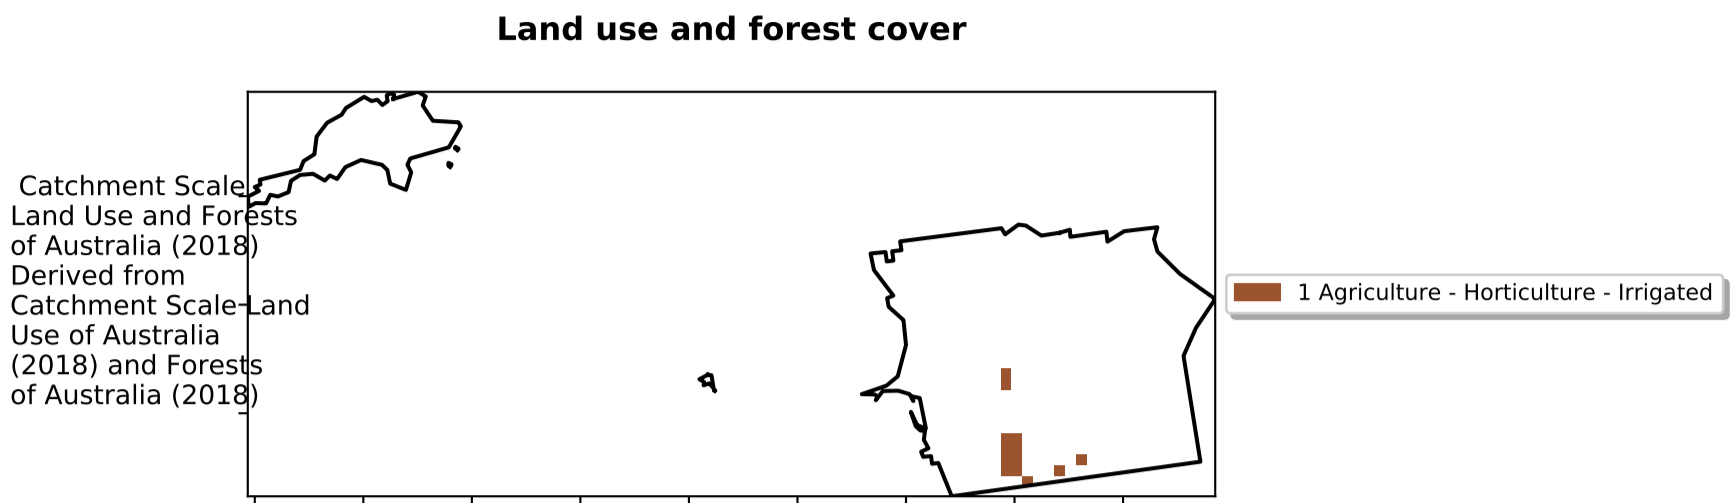 Land use and forest cover
Catchment Scale
Land Use and Forests
of Australia (2018)
Derived from
Catchment Scale Land
Use of Australia
(2018) and Forests
of Australia (2018)
1 Agriculture - Horticulture - Irrigated